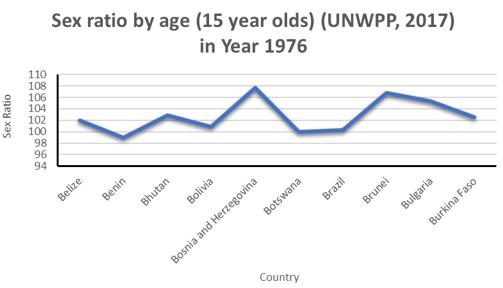 Sex ratio by age (15 year olds) (UNWPP, 2017)
in Year 1976
Sex Ratio
110
108
106
104
102
100
98
96
94
Belize
Benin
Bhutan
Bolivia
Bosnia and Herzegovina
Botswana
Brazil
Brunei
Bulgaria
Burkina Faso
Country